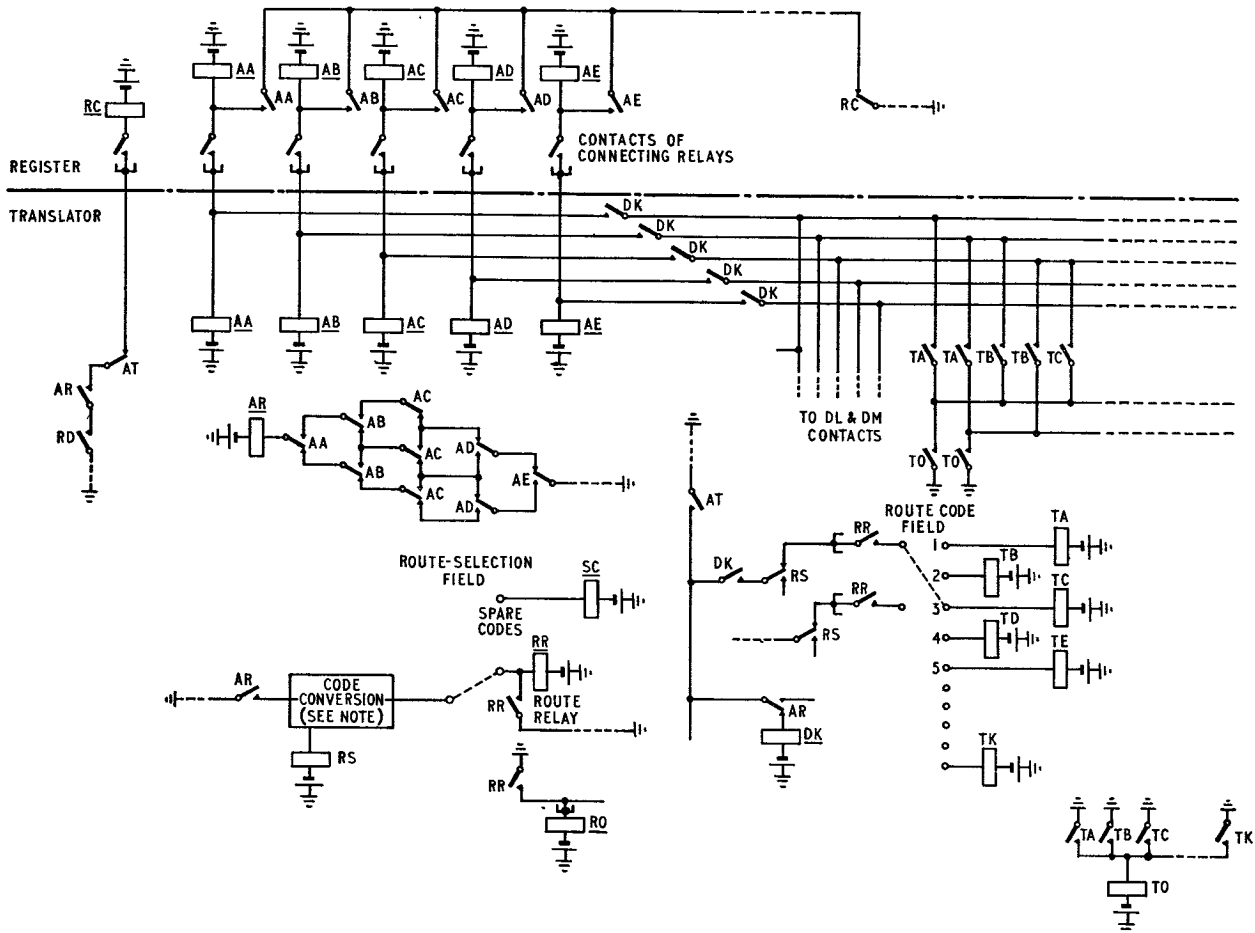 AA AB AC AD AE
RC AA AB AC AD AE RC
CONTACTS OF
CONNECTING RELAYS
REGISTER
TRANSLATOR
DK
DK
DK
DK
DK
AA AB AC AD AE
AT
TA TA TB TB TC
AR
RD
AR
AC
AB
AA
AC
AD
AB
AC
AE
AD
TO DL & DM
CONTACTS
TO TO
AT
ROUTE CODE
FIELD
TA
RR
1
TB
ROUTE-SELECTION
FIELD
SC
DK RS
2
TC
SPARE
CODES
RR
3
TD
RS
4
TE
RR
5
AR
CODE
CONVERSION
(SEE NOTE)
RR
ROUTE
RELAY
AR
RS
DK
TK
RR
RO
TA TB TC TK
TO